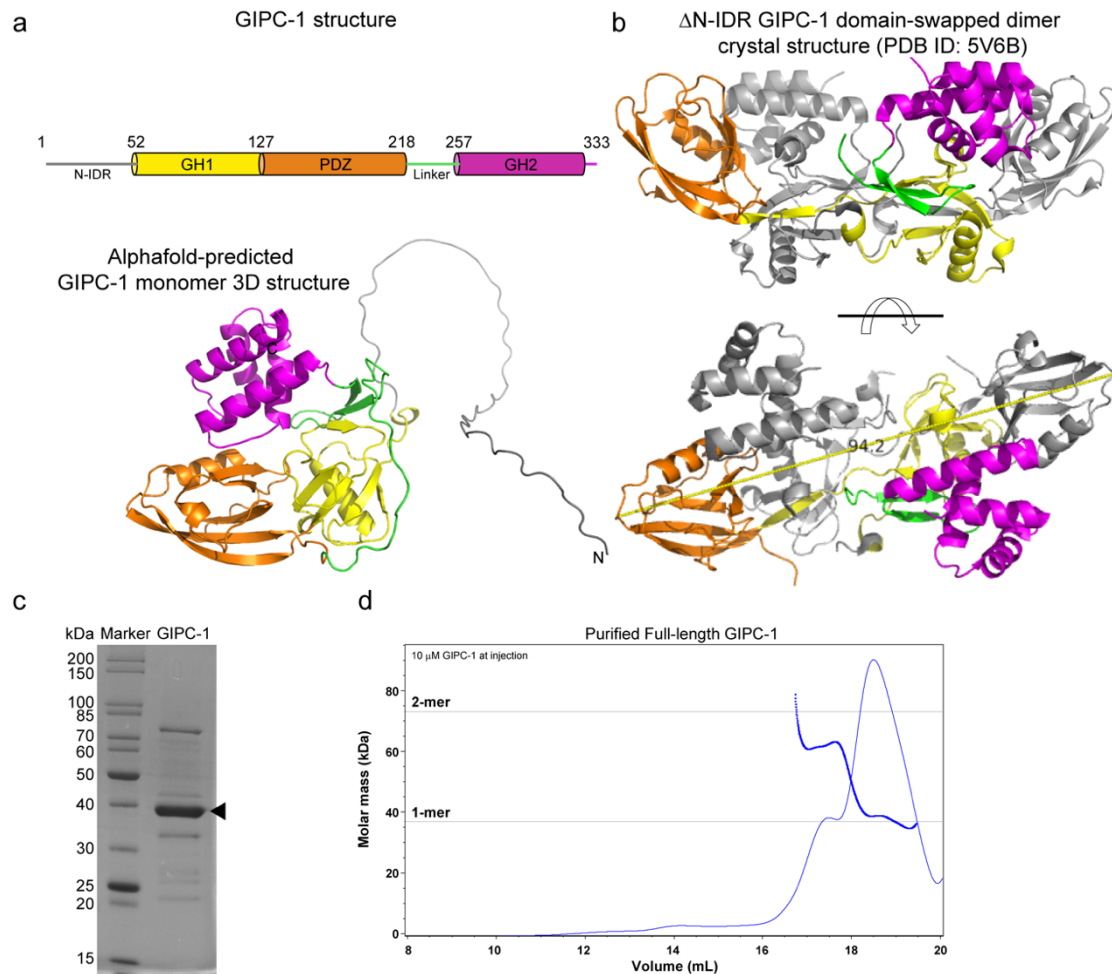 a
GIPC-1 structure
1 52 127 218 257 333
GH1 PDZ GH2
N-IDR Linker
Alphafold-predicted
GIPC-1 monomer 3D structure
N
b
ΔN-IDR GIPC-1 domain-swapped dimer
crystal structure (PDB ID: 5V6B)
94.2
c
kDa Marker GIPC-1
200
150
100
85
70
60
50
40
30
25
20
15
d
Purified Full-length GIPC-1
10 μM GIPC-1 at injection
2-mer
1-mer
80
60
40
20
0
Molar mass (kDa)
8 10 12 14 16 18 20
Volume (mL)